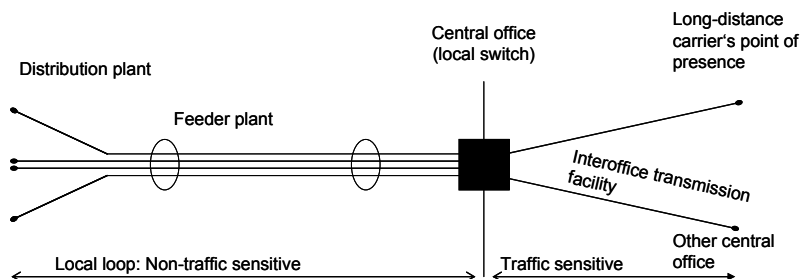 Distribution plant
Feeder plant
Central office
(local switch)
Long-distance
carrier‘s point of
presence
Interoffice transmission
facility
Other central
office
Local loop: Non-traffic sensitive
Traffic sensitive